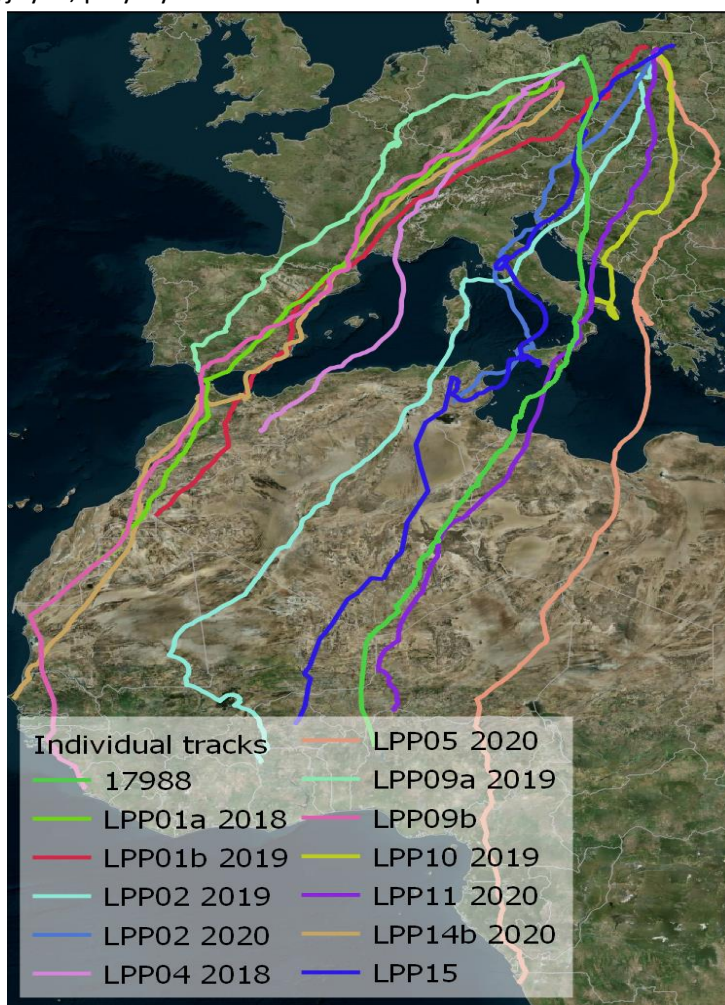 Individual tracks
17988
LPP01a 2018
LPP01b 2019
LPP02 2019
LPP02 2020
LPP04 2018
LPP05 2020
LPP09a 2019
LPP09b
LPP10 2019
LPP11 2020
LPP14b 2020
LPP15